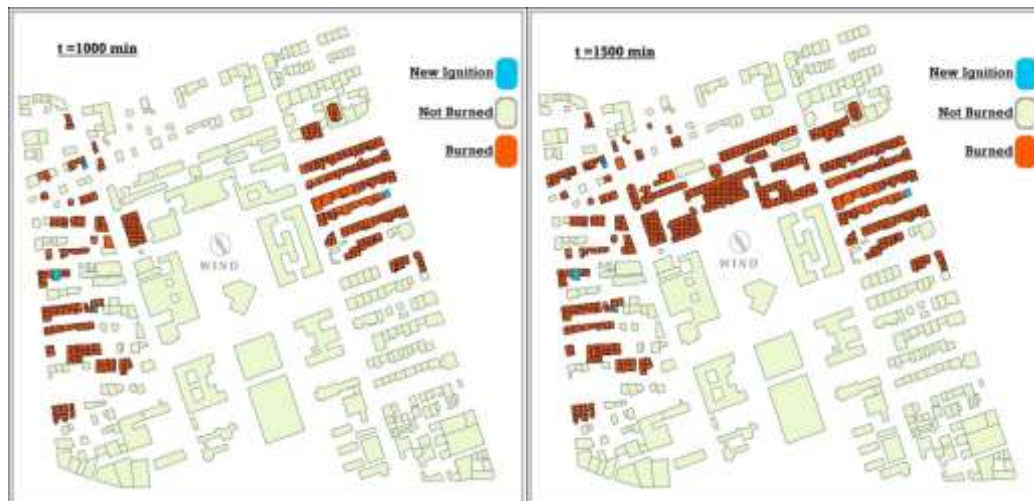 t =1000 min
New Ignition
Not Burned
Burned
WIND
t =1500 min
New Ignition
Not Burned
Burned
WIND